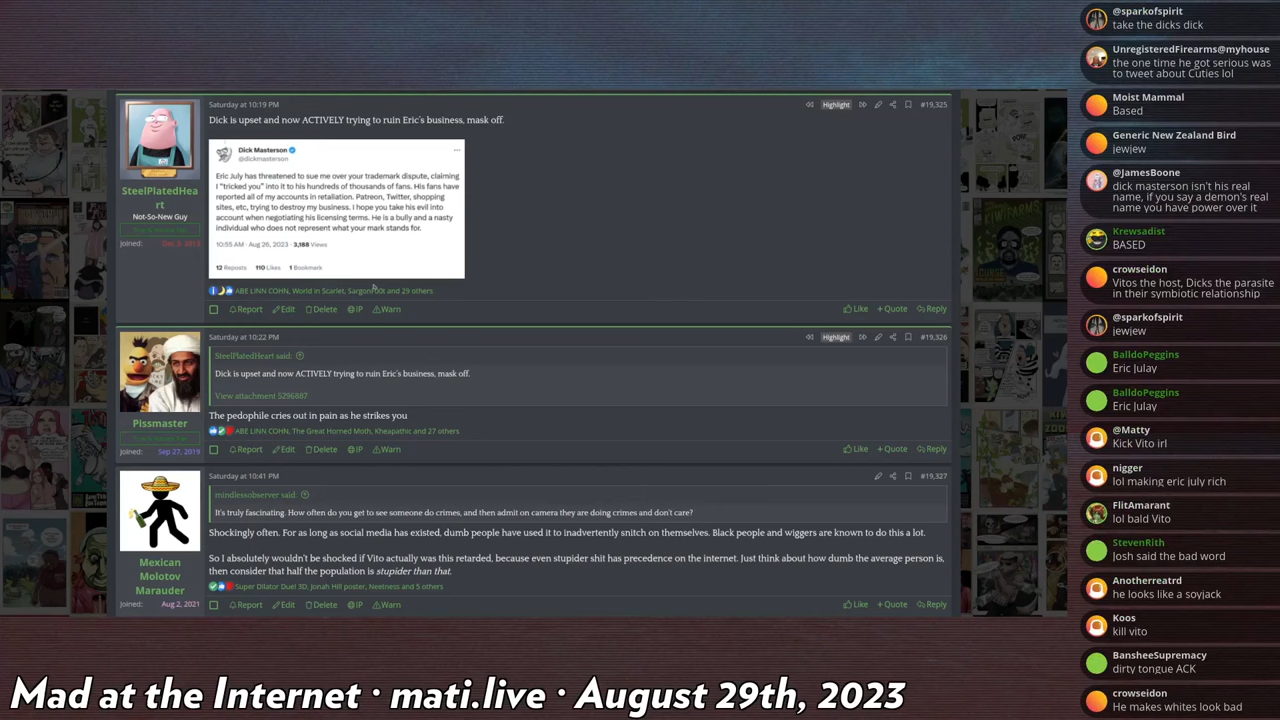 Saturday at 10:19 PM
Highlight
#19,325
Dick is upset and now ACTIVELY trying to ruin Eric's business, mask off.
Dick Masterson
@dickmasterson
Eric July has threatened to sue me over your trademark dispute, claiming
I "tricked you" into it to his hundreds of thousands of fans. His fans have
reported all of my accounts in retaliation. Patreon, Twitter, shopping
sites, etc, trying to destroy my business. I hope you take his evil into
account when negotiating his licensing terms. He is a bully and a nasty
individual who does not represent what your mark stands for.
10:55 AM · Aug 26, 2023 · 3,188 Views
12 Reposts 110 Likes 1 Bookmark
SteelPlatedHea
rt
Not-So-New Guy
Joined: Dec 3, 2013
ABE LINN COHN, World in Scarlet, Sargon and 29 others
Report Edit Delete IP Warn
Like + Quote Reply
Saturday at 10:22 PM
Highlight
#19,326
SteelPlatedHeart said:
Dick is upset and now ACTIVELY trying to ruin Eric's business, mask off.
View attachment 5296887
The pedophile cries out in pain as he strikes you
Pissmaster
Joined: Sep 27, 2019
ABE LINN COHN, The Great Horned Moth, Kheapathic and 27 others
Report Edit Delete IP Warn
Like + Quote Reply
Saturday at 10:41 PM
#19,327
mindlessobserver said:
It's truly fascinating. How often do you get to see someone do crimes, and then admit on camera they are doing crimes and don't care?
Shockingly often. For as long as social media has existed, dumb people have used it to inadvertently snitch on themselves. Black people and wiggers are known to do this a lot.
So I absolutely wouldn't be shocked if Vito actually was this retarded, because even stupider shit has precedence on the internet. Just think about how dumb the average person is,
then consider that half the population is stupider than that.
Mexican
Molotov
Marauder
Joined: Aug 2, 2021
Super Dilator Duel 3D, Jonah Hill poster, Neetness and 5 others
Report Edit Delete IP Warn
Like + Quote Reply
@sparkofspirit
take the dicks dick
UnregisteredFirearms@myhouse
the one time he got serious was
to tweet about Cuties lol
Moist Mammal
Based
Generic New Zealand Bird
jewjew
@JamesBoone
dick masterson isn't his real
name, if you say a demon's real
name you have power over it
Krewsadist
BASED
crowseidon
Vitos the host, Dicks the parasite
in their symbiotic relationship
@sparkofspirit
jewjew
BalldoPeggins
Eric Julay
BalldoPeggins
Eric Julay
@Matty
Kick Vito irl
nigger
lol making eric july rich
FlitAmarant
lol bald Vito
StevenRith
Josh said the bad word
Anotherreatrd
he looks like a soyjack
Koos
kill vito
BansheeSupremacy
dirty tongue ACK
crowseidon
He makes whites look bad
Mad at the Internet · mati.live · August 29th, 2023